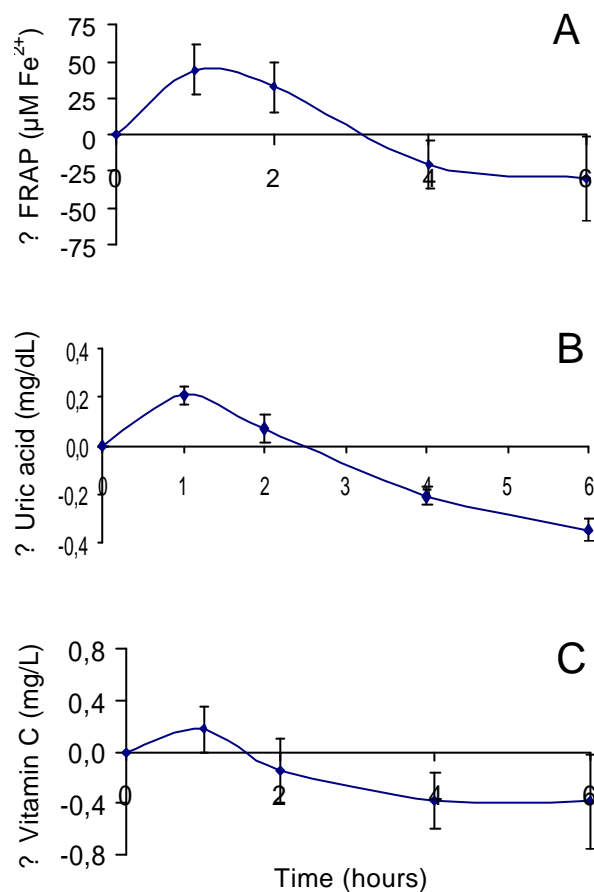 A
? FRAP (µM Fe²⁺)
75
50
25
0
-25
-50
-75
0 2 4 6
B
? Uric acid (mg/dL)
0,4
0,2
0,0
-0,2
-0,4
0 1 2 3 4 5 6
C
? Vitamin C (mg/L)
0,8
0,4
0,0
-0,4
-0,8
0 2 4 6
Time (hours)